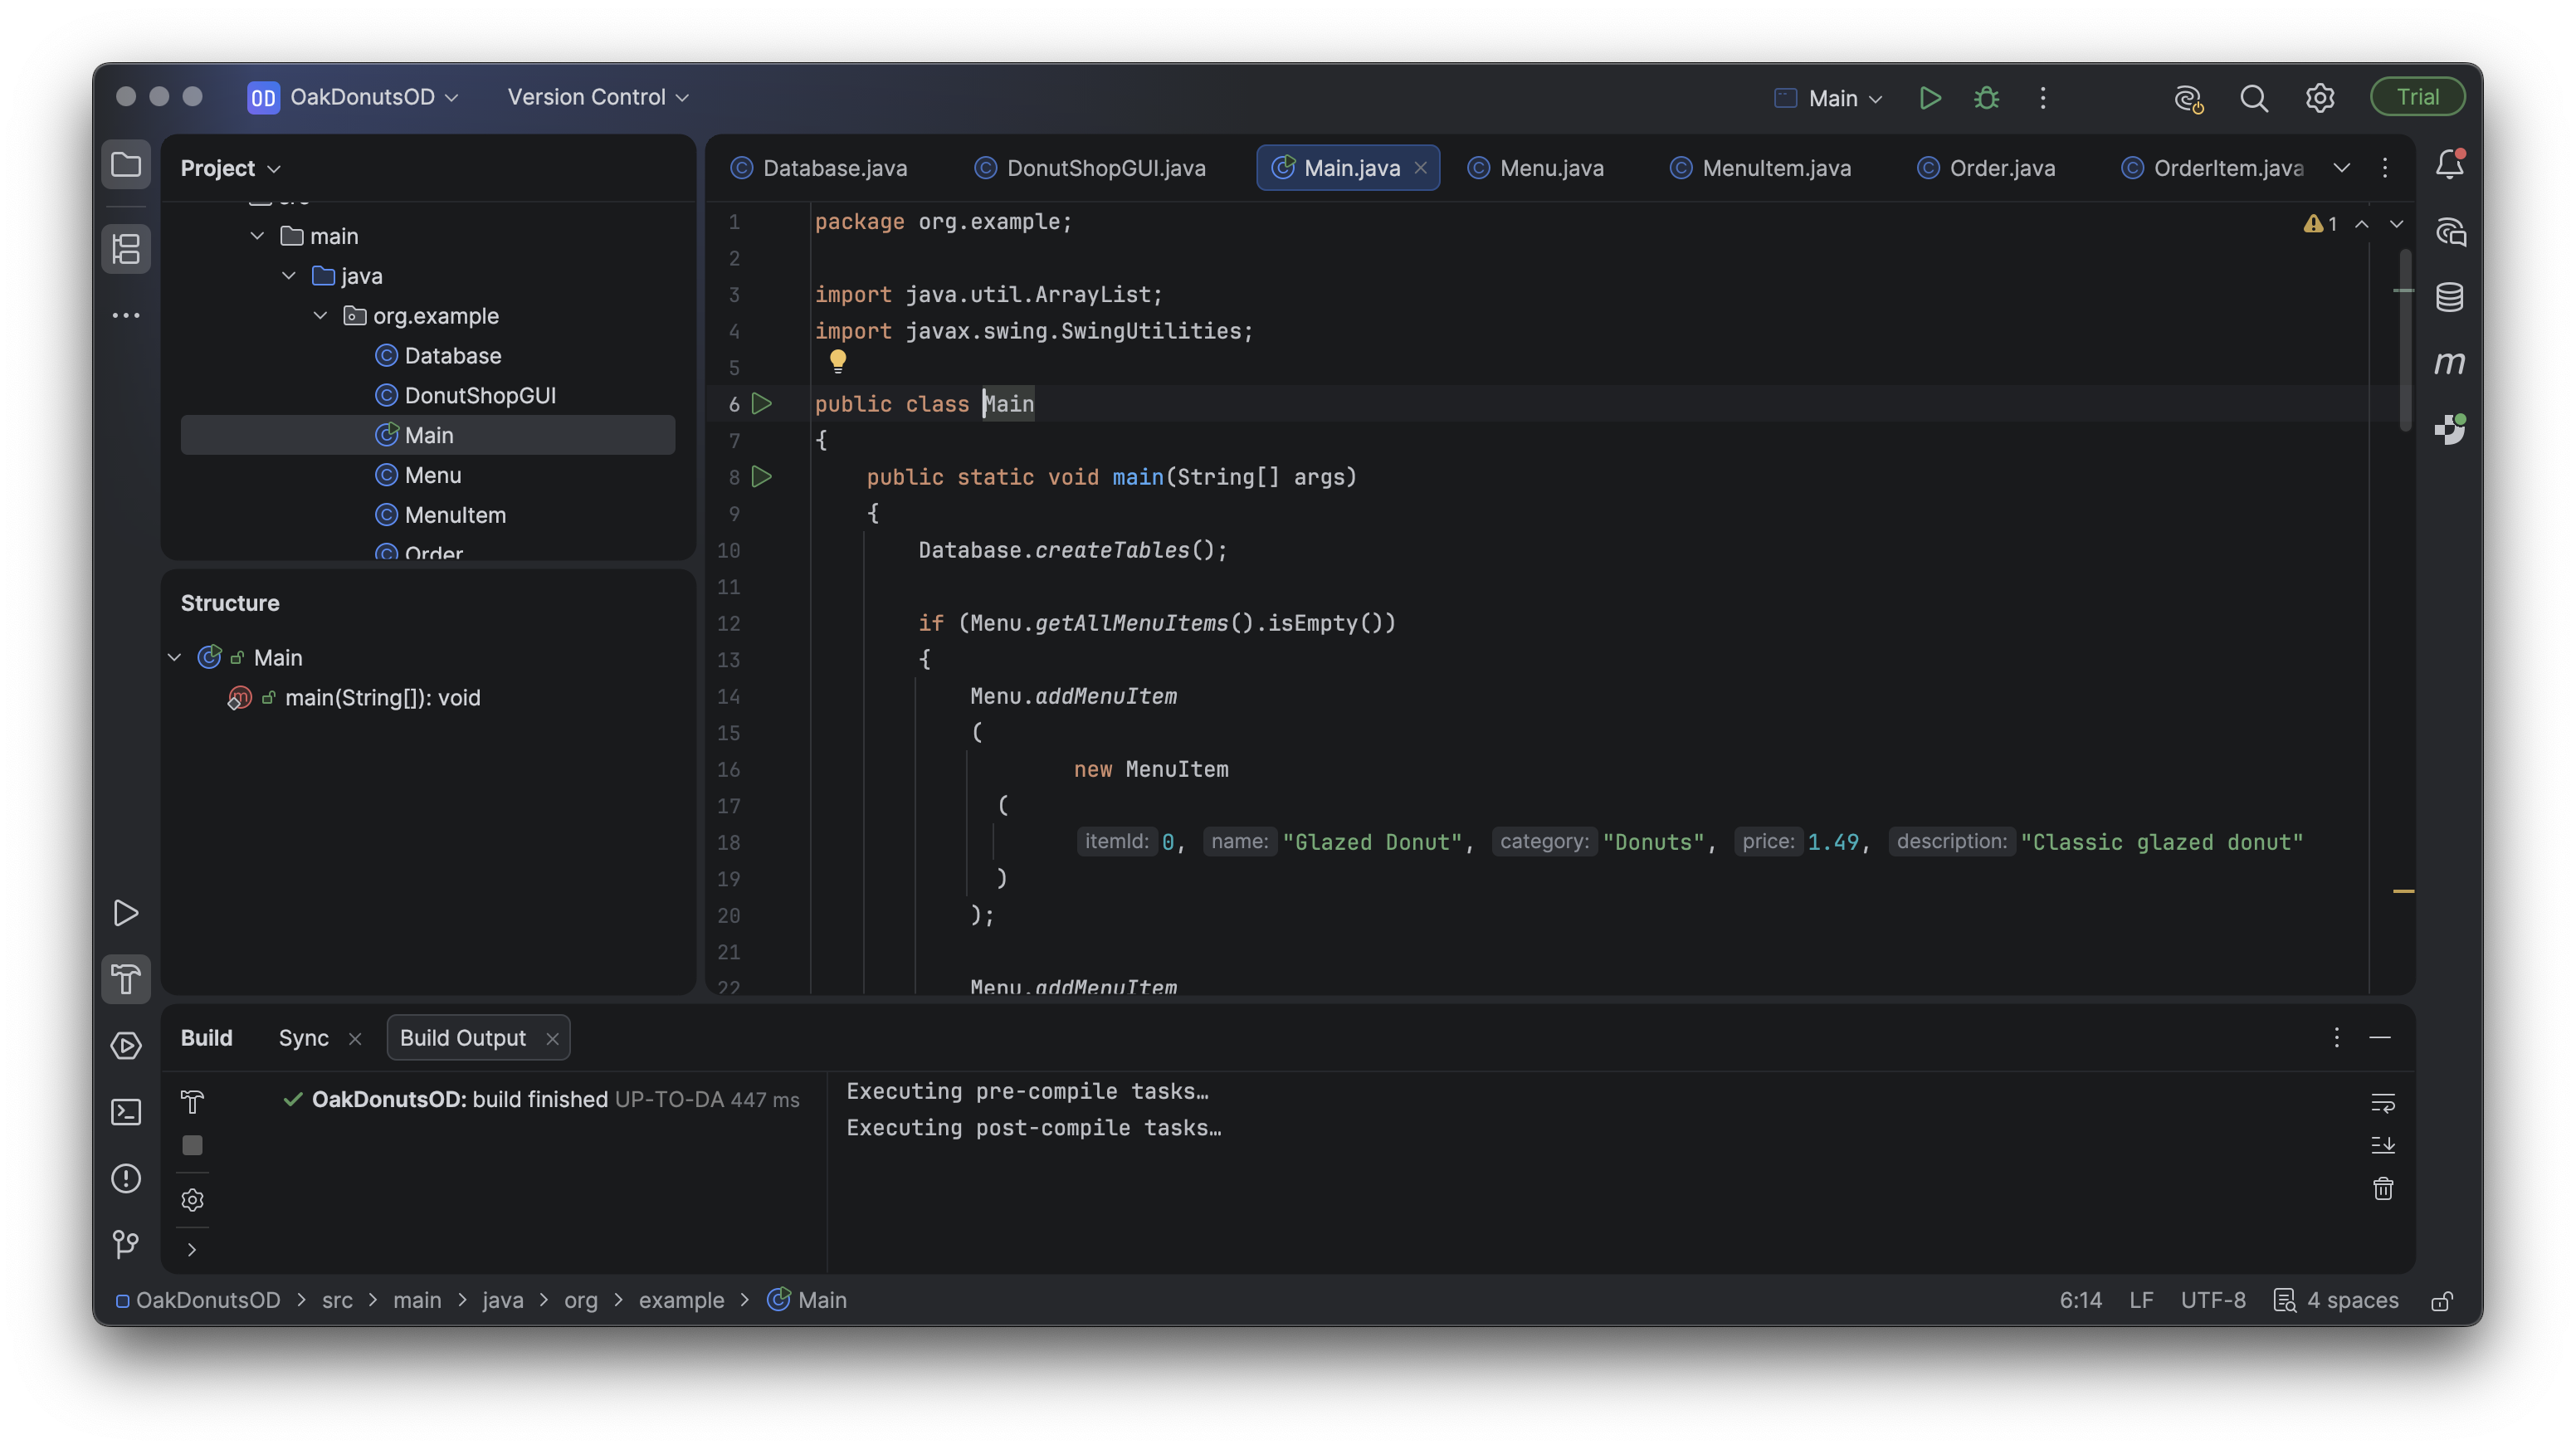 OD OakDonutsOD Version Control Main Trial
Project
src
main
java
org.example
Database
DonutShopGUI
Main
Menu
MenuItem
Order
Structure
Main
main(String[]): void
Database.java DonutShopGUI.java Main.java Menu.java MenuItem.java Order.java OrderItem.java
1 package org.example;
2
3 import java.util.ArrayList;
4 import javax.swing.SwingUtilities;
5
6 public class Main
7 {
8 public static void main(String[] args)
9 {
10 Database.createTables();
11
12 if (Menu.getAllMenuItems().isEmpty())
13 {
14 Menu.addMenuItem
15 (
16 new MenuItem
17 (
18 itemId: 0, name: "Glazed Donut", category: "Donuts", price: 1.49, description: "Classic glazed donut"
19 )
20 );
21
22 Menu.addMenuItem
1
m
Build Sync Build Output
OakDonutsOD: build finished UP-TO-DA 447 ms
Executing pre-compile tasks…
Executing post-compile tasks…
OakDonutsOD > src > main > java > org > example > Main 6:14 LF UTF-8 4 spaces